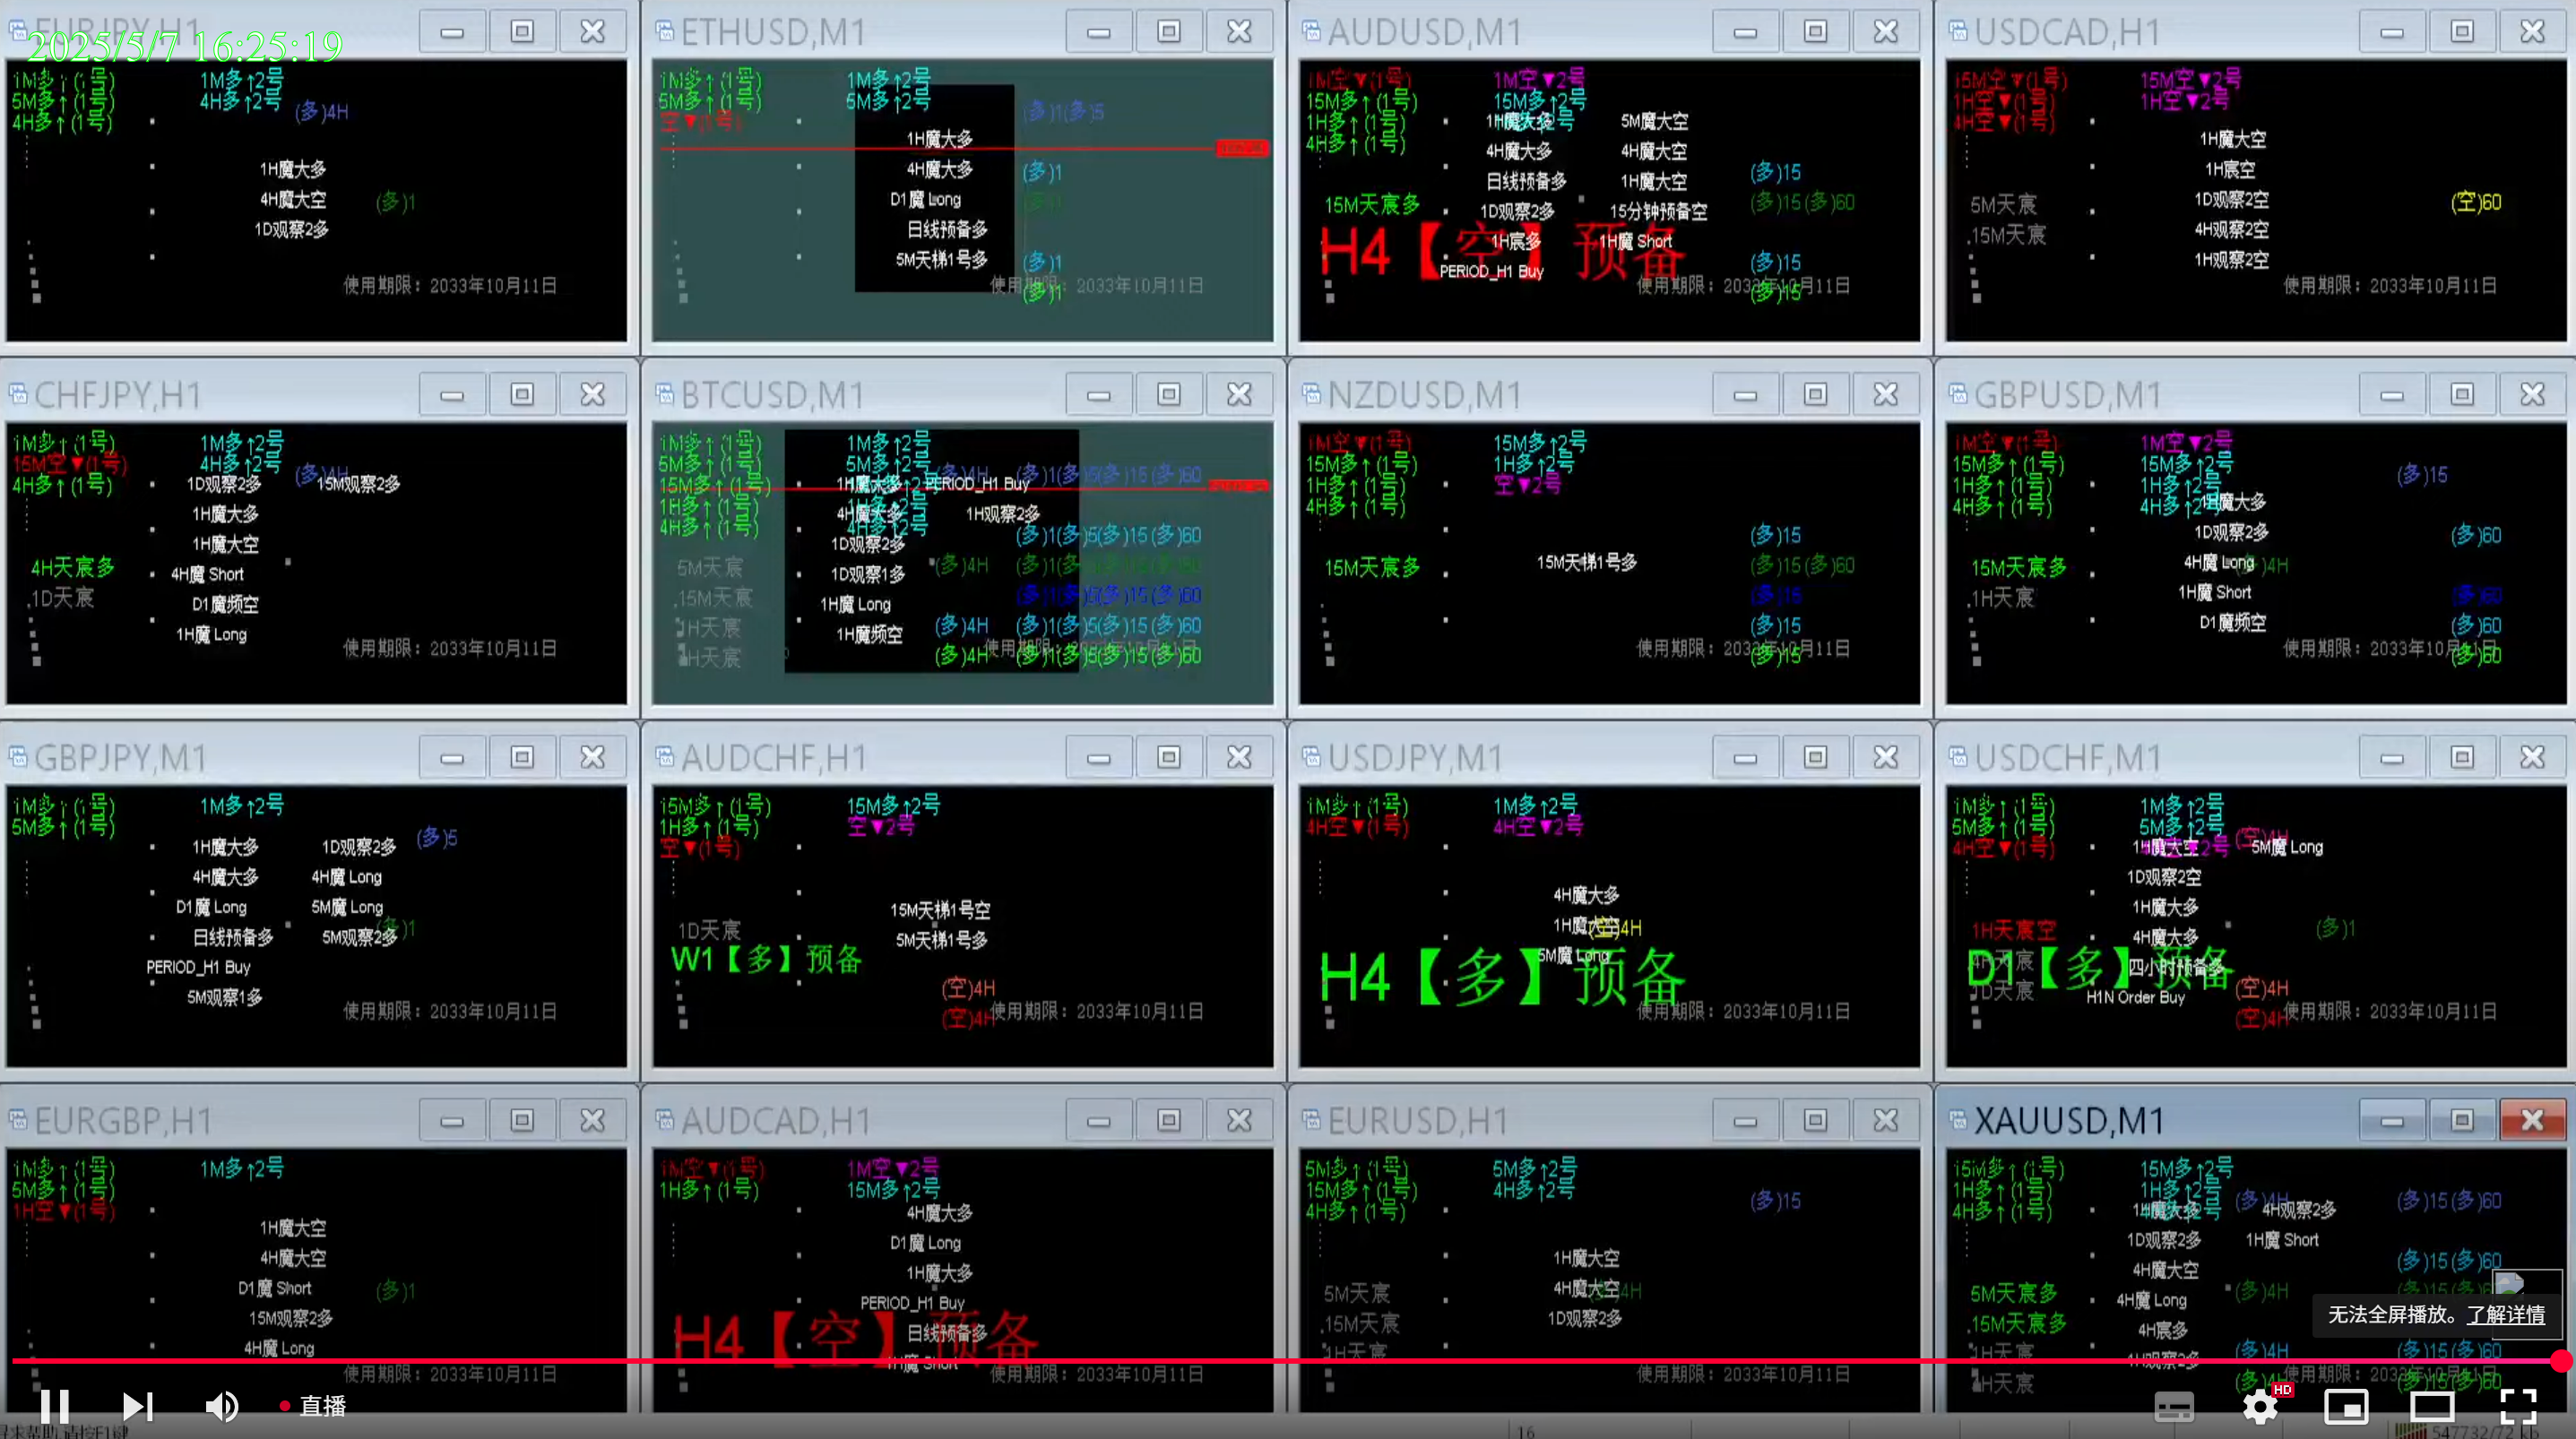 EURJPY,H1
2025/5/7 16:25:19
1M多↑(1号) 1M多↑2号
5M多↑(1号) 4H多↑2号
4H多↑(1号) (多)4H
1H魔大多
4H魔大空 (多)1
1D观察2多
使用期限：2033年10月11日
ETHUSD,M1
1M多↑(1号) 1M多↑2号
5M多↑(1号) 5M多↑2号 (多)1(多)5
空▼(1号)
1H魔大多
4H魔大多 (多)1
D1魔 Long
日线预备多
5M天梯1号多 (多)1
使用期限：2033年10月11日
(多)1
AUDUSD,M1
1M空▼(1号) 1M空▼2号
15M多↑(1号) 15M多↑2号
1H多↑(1号) 1H魔大多 5M魔大空
4H多↑(1号) 4H魔大多 4H魔大空
日线预备多 1H魔大空 (多)15
15M天宸多 1D观察2多 15分钟预备空 (多)15(多)60
H4【空】预备
1H宸多 1H魔 Short
PERIOD_H1 Buy (多)15
使用期限：2033年10月11日
(多)15
USDCAD,H1
15M空▼(1号) 15M空▼2号
1H空▼(1号) 1H空▼2号
4H空▼(1号)
1H魔大空
1H宸空
5M天宸 1D观察2空 (空)60
15M天宸 4H观察2空
1H观察2空
使用期限：2033年10月11日
CHFJPY,H1
1M多↑(1号) 1M多↑2号
15M空▼(1号) 4H多↑2号 (多)4H
4H多↑(1号) 1D观察2多 15M观察2多
1H魔大多
1H魔大空
4H天宸多 4H魔 Short
1D天宸 D1魔频空
1H魔 Long
使用期限：2033年10月11日
BTCUSD,M1
1M多↑(1号) 1M多↑2号
5M多↑(1号) 5M多↑2号 (多)4H (多)1(多)5(多)15(多)60
15M多↑(1号) 1H魔大多 PERIOD_H1 Buy
1H多↑(1号) 4H魔大多 1H观察2多
4H多↑(1号) 4H多↑2号 (多)1(多)5(多)15(多)60
1D观察2多
5M天宸 1D观察1多 (多)4H (多)1(多)5(多)15(多)60
15M天宸 1H魔 Long (多)1(多)5(多)15(多)60
1H天宸 1H魔频空 (多)4H (多)1(多)5(多)15(多)60
H天宸 (多)4H (多)1(多)5(多)15(多)60
NZDUSD,M1
1M空▼(1号) 15M多↑2号
15M多↑(1号) 1H多↑2号
1H多↑(1号) 空▼2号
4H多↑(1号)
(多)15
15M天宸多 15M天梯1号多 (多)15(多)60
(多)15
(多)15
使用期限：2033年10月11日
(多)15
GBPUSD,M1
1M空▼(1号) 1M空▼2号
15M多↑(1号) 15M多↑2号 (多)15
1H多↑(1号) 1H多↑2号
4H多↑(1号) 4H多↑2号 1H魔大多
1D观察2多 (多)60
15M天宸多 4H魔 Long 4H
1H天宸 1H魔 Short (多)60
D1魔频空 (多)60
使用期限：2033年10月11日
(多)60
GBPJPY,M1
1M多↑(1号) 1M多↑2号
5M多↑(1号) (多)5
1H魔大多 1D观察2多
4H魔大多 4H魔 Long
D1魔 Long 5M魔 Long
日线预备多 5M观察2多 (多)1
PERIOD_H1 Buy
5M观察1多
使用期限：2033年10月11日
AUDCHF,H1
15M多↑(1号) 15M多↑2号
1H多↑(1号) 空▼2号
空▼(1号)
15M天梯1号空
1D天宸 5M天梯1号多
W1【多】预备
(空)4H
(空)4H
使用期限：2033年10月11日
USDJPY,M1
1M多↑(1号) 1M多↑2号
4H空▼(1号) 4H空▼2号
4H魔大多
1H魔大空 4H
5M魔 Long
H4【多】预备
使用期限：2033年10月11日
USDCHF,M1
1M多↑(1号) 1M多↑2号
5M多↑(1号) 5M多↑2号 (空)4H
4H空▼(1号) 1H魔大空 5M魔 Long
1D观察2空
1H魔大多
1H天宸空 4H魔大多 (多)1
4H天宸 四小时预备多
D1【多】预备
1D天宸 H1N Order Buy (空)4H
(空)4H
使用期限：2033年10月11日
EURGBP,H1
1M多↑(1号) 1M多↑2号
5M多↑(1号)
1H空▼(1号)
1H魔大空
4H魔大空
D1魔 Short (多)1
15M观察2多
4H魔 Long
使用期限：2033年10月11日
AUDCAD,H1
1M空▼(1号) 1M空▼2号
1H多↑(1号) 15M多↑2号
4H魔大多
D1魔 Long
1H魔大多
PERIOD_H1 Buy
日线预备多
H4【空】预备
1H魔 Short
使用期限：2033年10月11日
EURUSD,H1
5M多↑(1号) 5M多↑2号
15M多↑(1号) 4H多↑2号 (多)15
4H多↑(1号)
1H魔大空
5M天宸 4H魔大空 4H
15M天宸 1D观察2多
1H天宸
使用期限：2033年10月11日
XAUUSD,M1
15M多↑(1号) 15M多↑2号
1H多↑(1号) 1H多↑2号 (多)4H (多)15(多)60
4H多↑(1号) 4H观察2多
1D观察2多 1H魔 Short
4H魔大空 (多)15(多)60
5M天宸多 4H魔 Long (多)4H
15M天宸多 4H宸多
无法全屏播放。了解详情
1H天宸 1H观察2多 (多)4H (多)15(多)60
H天宸
使用期限：2033年10月11日
直播
HD
16
547732/72 kb